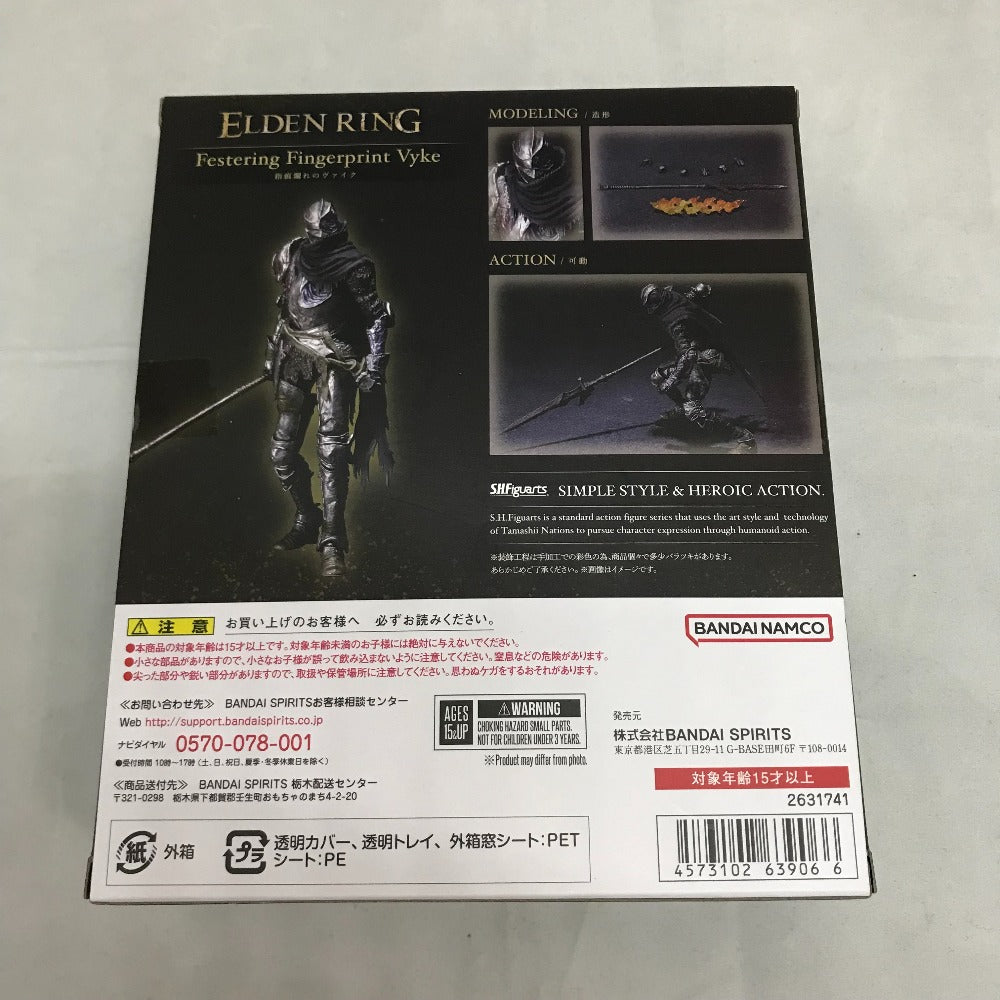 ELDEN RING
Festering Fingerprint Vyke
指痕爛れのヴァイク
MODELING / 造形
ACTION / 可動
S.H.Figuarts SIMPLE STYLE & HEROIC ACTION.
S.H.Figuarts is a standard action figure series that uses the art style and technology
of Tamashii Nations to pursue character expression through humanoid action.
※装飾工程は手加工での彩色の為、商品個々で多少バラツキがあります。
あらかじめご了承ください。※画像はイメージです。
注意 お買い上げのお客様へ 必ずお読みください。
●本商品の対象年齢は15才以上です。対象年齢未満のお子様には絶対に与えないでください。
●小さな部品がありますので、小さなお子様が誤って飲み込まないように注意してください。窒息などの危険があります。
●尖った部分や鋭い部分がありますので、取扱や保管場所に注意してください。思わぬケガをするおそれがあります。
BANDAI NAMCO
≪お問い合わせ先≫ BANDAI SPIRITSお客様相談センター
Web http://support.bandaispirits.co.jp
ナビダイヤル 0570-078-001
●受付時間 10時〜17時(土、日、祝日、夏季・冬季休業日を除く)
≪商品送付先≫ BANDAI SPIRITS 栃木配送センター
〒321-0298 栃木県下都賀郡壬生町おもちゃのまち4-2-20
AGES
15&UP
WARNING
CHOKING HAZARD SMALL PARTS.
NOT FOR CHILDREN UNDER 3 YEARS.
※Product may differ from photo.
発売元
株式会社BANDAI SPIRITS
東京都港区芝五丁目29-11 G-BASE田町6F 〒108-0014
対象年齢15才以上
2631741
紙 外箱
プラ 透明カバー、透明トレイ、外箱窓シート:PET
シート:PE
4573102 63906 6